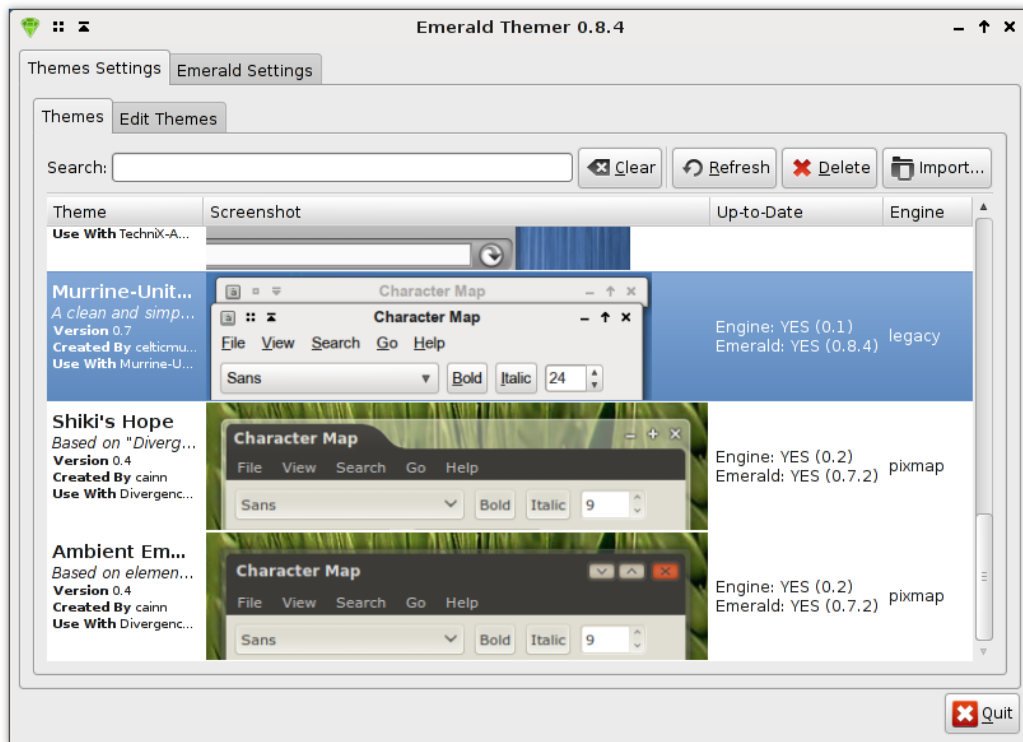 Emerald Themer 0.8.4
Themes Settings Emerald Settings
Themes Edit Themes
Search: Clear Refresh Delete Import...
Theme Screenshot Up-to-Date Engine
Use With TechniX-A...
Murrine-Unit...
A clean and simp...
Version 0.7
Created By celticmu...
Use With Murrine-U...
Character Map
Character Map
File View Search Go Help
Sans Bold Italic 24
Engine: YES (0.1)
Emerald: YES (0.8.4)
legacy
Shiki's Hope
Based on "Diverg...
Version 0.4
Created By cainn
Use With Divergenc...
Character Map
File View Search Go Help
Sans Bold Italic 9
Engine: YES (0.2)
Emerald: YES (0.7.2)
pixmap
Ambient Em...
Based on elemen...
Version 0.4
Created By cainn
Use With Divergenc...
Character Map
File View Search Go Help
Sans Bold Italic 9
Engine: YES (0.2)
Emerald: YES (0.7.2)
pixmap
Quit